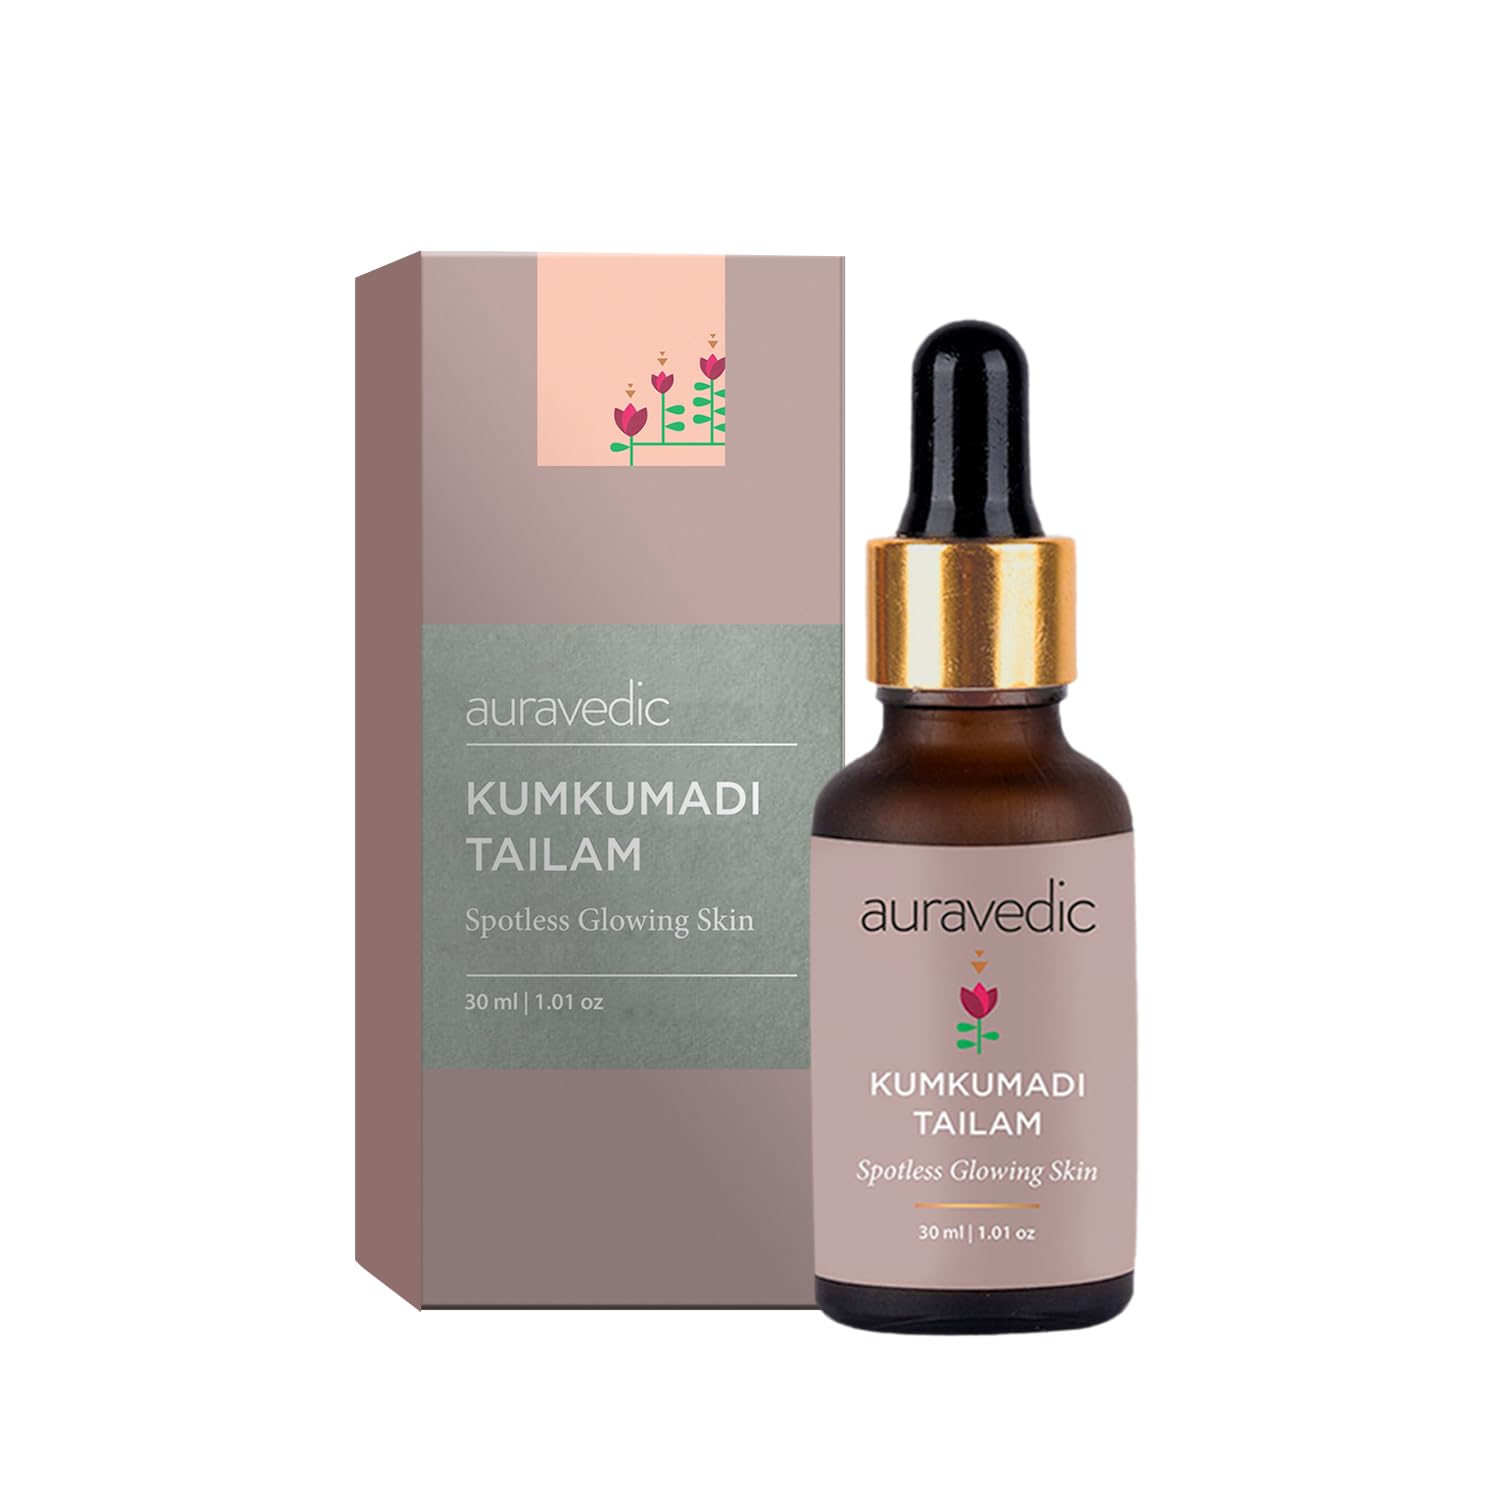 auravedic
KUMKUMADI
TAILAM
Spotless Glowing Skin
30 ml | 1.01 oz
auravedic
KUMKUMADI
TAILAM
Spotless Glowing Skin
30 ml | 1.01 oz